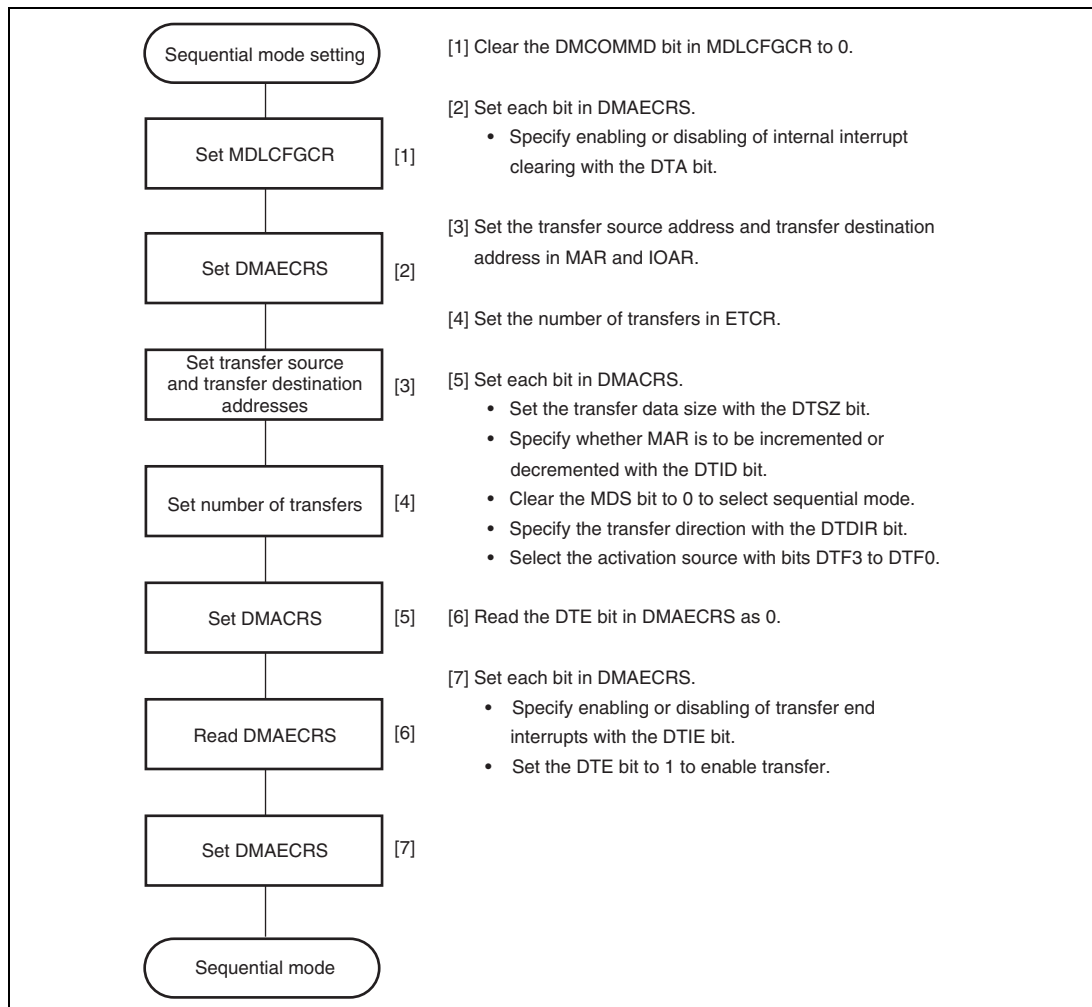 Sequential mode setting
Set MDLCFGCR [1]
Set DMAECRS [2]
Set transfer source
and transfer destination
addresses
[3]
Set number of transfers [4]
Set DMACRS [5]
Read DMAECRS [6]
Set DMAECRS [7]
Sequential mode
[1] Clear the DMCOMMD bit in MDLCFGCR to 0.
[2] Set each bit in DMAECRS.
• Specify enabling or disabling of internal interrupt
clearing with the DTA bit.
[3] Set the transfer source address and transfer destination
address in MAR and IOAR.
[4] Set the number of transfers in ETCR.
[5] Set each bit in DMACRS.
• Set the transfer data size with the DTSZ bit.
• Specify whether MAR is to be incremented or
decremented with the DTID bit.
• Clear the MDS bit to 0 to select sequential mode.
• Specify the transfer direction with the DTDIR bit.
• Select the activation source with bits DTF3 to DTF0.
[6] Read the DTE bit in DMAECRS as 0.
[7] Set each bit in DMAECRS.
• Specify enabling or disabling of transfer end
interrupts with the DTIE bit.
• Set the DTE bit to 1 to enable transfer.